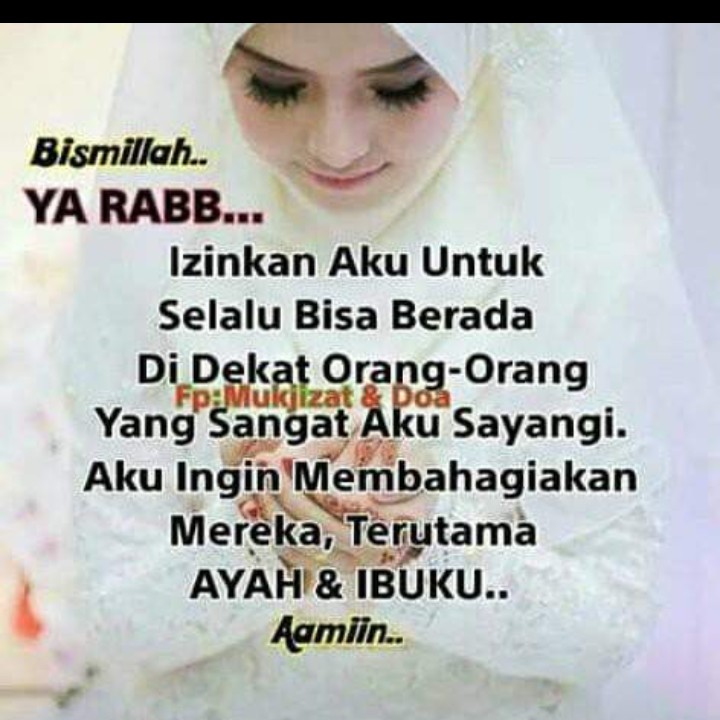 Bismillah..
YA RABB...
Izinkan Aku Untuk
Selalu Bisa Berada
Di Dekat Orang-Orang
Fp:Mukjizat & Doa
Yang Sangat Aku Sayangi.
Aku Ingin Membahagiakan
Mereka, Terutama
AYAH & IBUKU..
Aamiin..